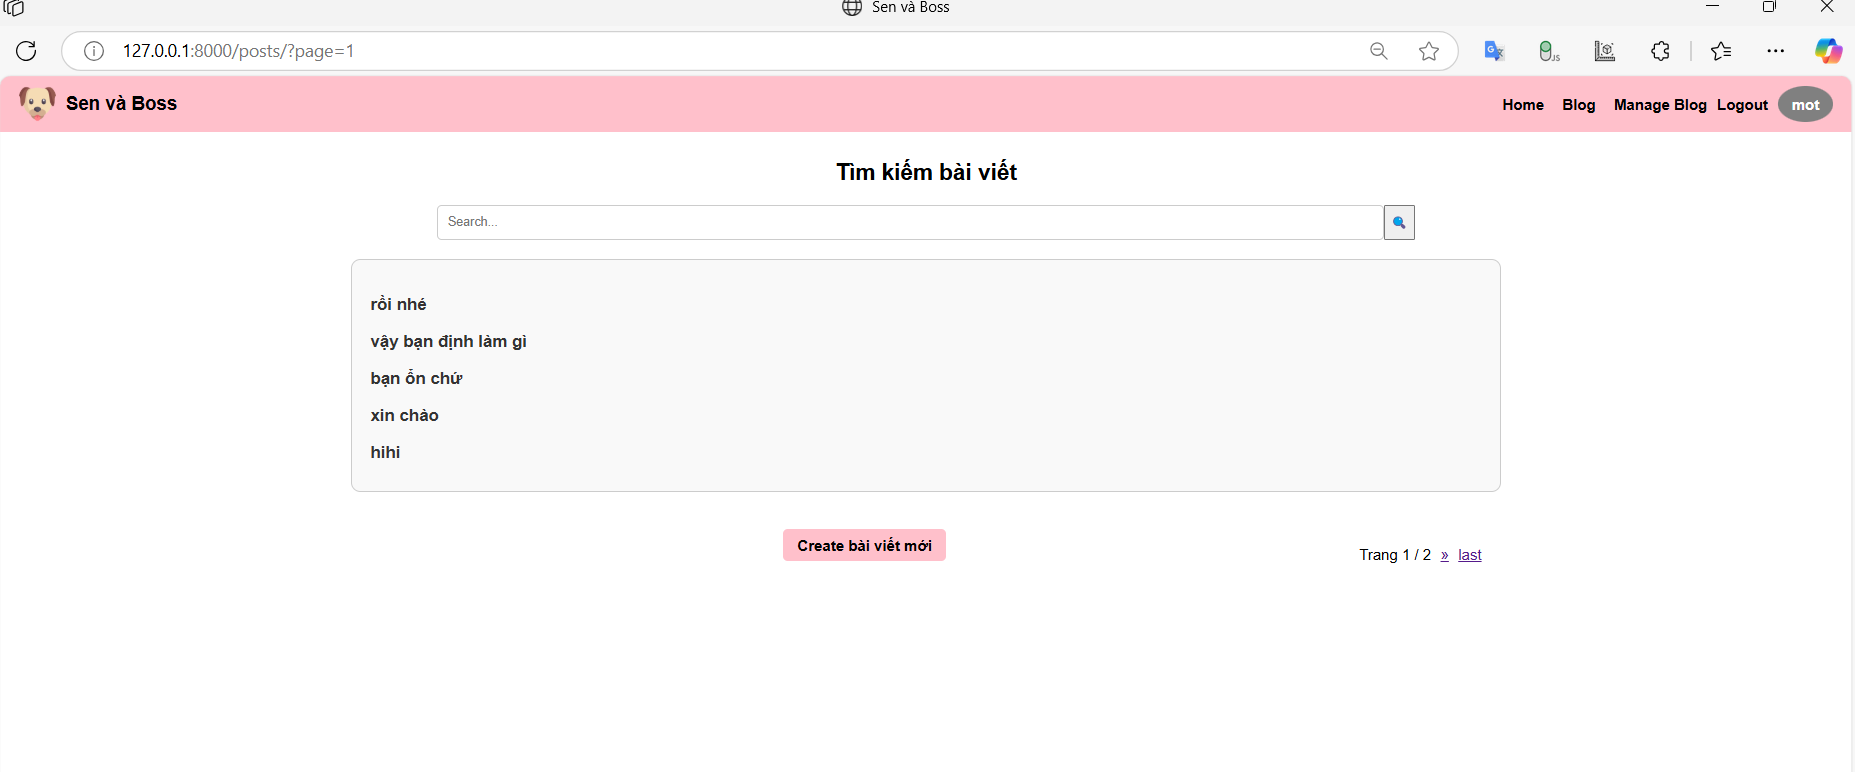 Sen và Boss
127.0.0.1:8000/posts/?page=1
Sen và Boss
Home Blog Manage Blog Logout mot
Tìm kiếm bài viết
Search...
rồi nhé
vậy bạn định làm gì
bạn ổn chứ
xin chào
hihi
Create bài viết mới
Trang 1 / 2 » last